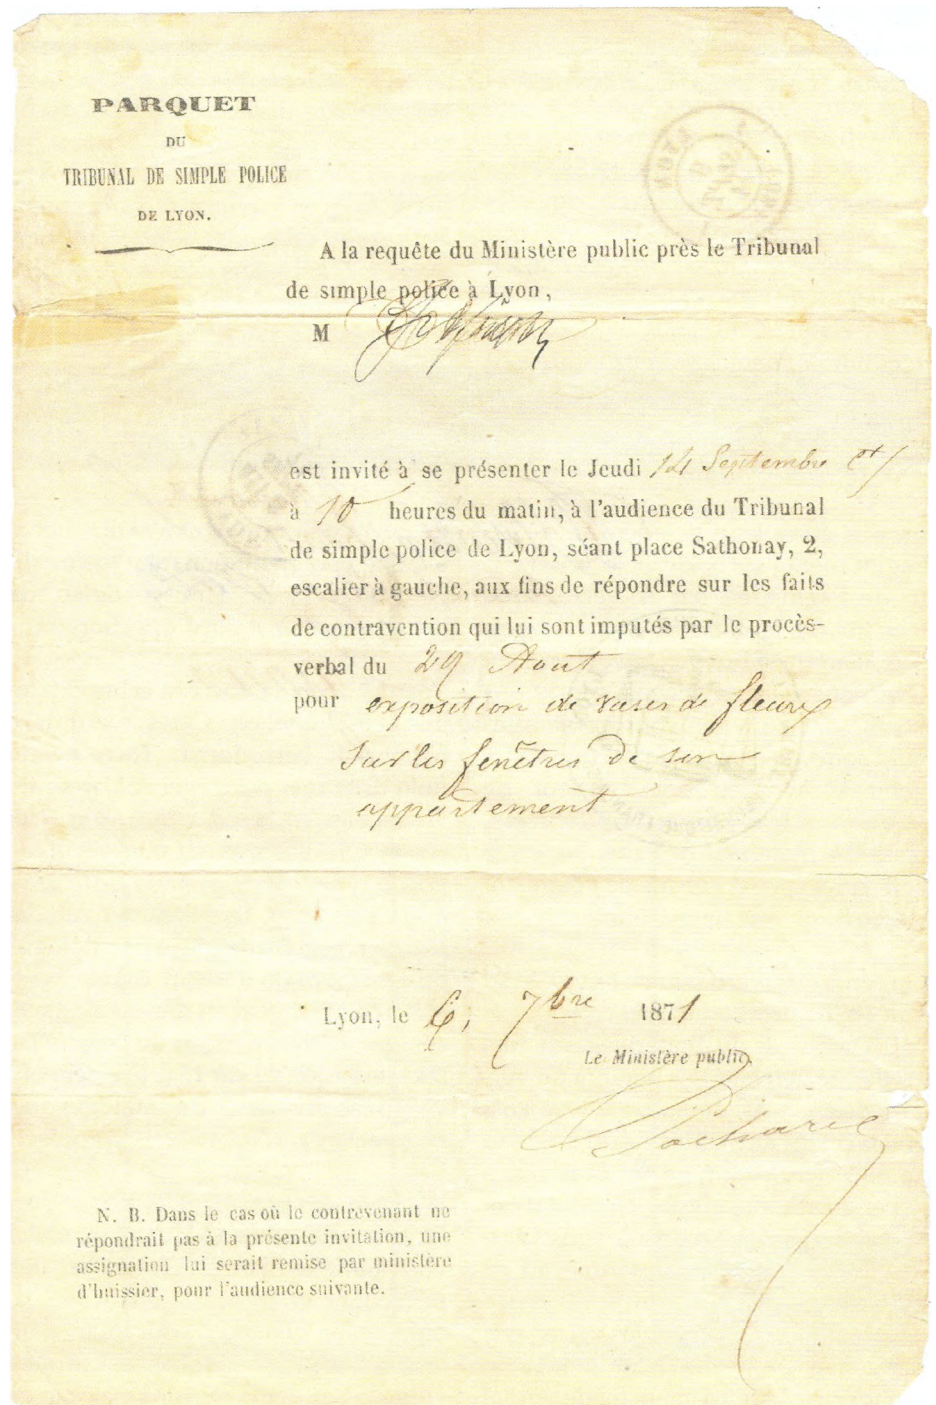 PARQUET
DU
TRIBUNAL DE SIMPLE POLICE
DE LYON.
A la requête du Ministère public près le Tribunal
de simple police à Lyon,
M
est invité à se présenter le Jeudi 14 Septembre
à 10 heures du matin, à l'audience du Tribunal
de simple police de Lyon, séant place Sathonay, 2,
escalier à gauche, aux fins de répondre sur les faits
de contravention qui lui sont imputés par le procès-
verbal du 29 Aout
pour exposition de vases de fleurs
sur les fenêtres de son
appartement
Lyon, le 6, 7bre 1871
Le Ministère public,
N. B. Dans le cas où le contrevenant ne
répondrait pas à la présente invitation, une
assignation lui serait remise par ministère
d'huissier, pour l'audience suivante.